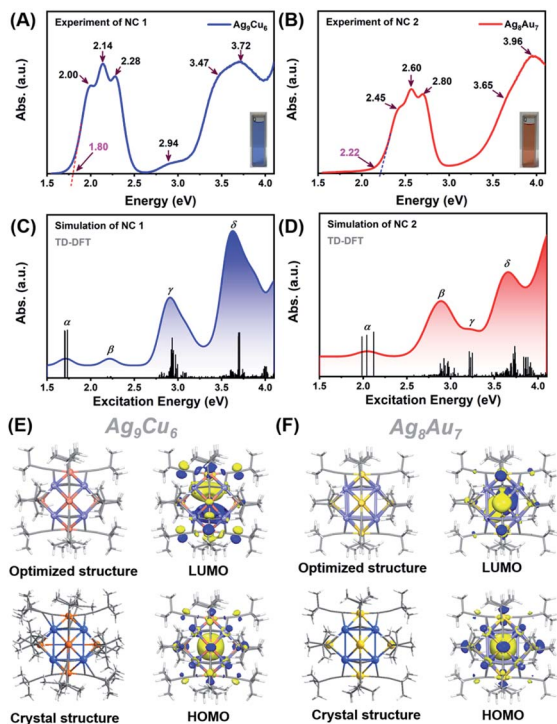 (A) Experiment of NC 1
Ag₉Cu₆
2.00
2.14
2.28
3.47
3.72
2.94
1.80
Abs. (a.u.)
1.5 2.0 2.5 3.0 3.5 4.0
Energy (eV)
(B) Experiment of NC 2
Ag₈Au₇
2.45
2.60
2.80
3.65
3.96
2.22
Abs. (a.u.)
1.5 2.0 2.5 3.0 3.5 4.0
Energy (eV)
(C) Simulation of NC 1
TD-DFT
α
β
γ
δ
Abs. (a.u.)
1.5 2.0 2.5 3.0 3.5 4.0
Excitation Energy (eV)
(D) Simulation of NC 2
TD-DFT
α
β
γ
δ
Abs. (a.u.)
1.5 2.0 2.5 3.0 3.5 4.0
Excitation Energy (eV)
(E) Ag₉Cu₆
Optimized structure LUMO
Crystal structure HOMO
(F) Ag₈Au₇
Optimized structure LUMO
Crystal structure HOMO